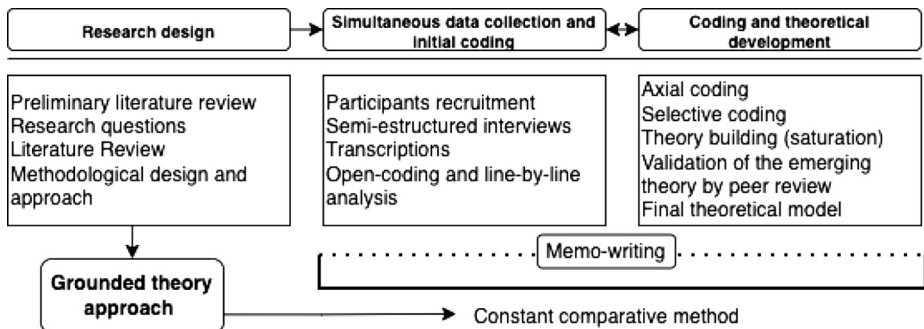 Research design
Simultaneous data collection and
initial coding
Coding and theoretical
development
Preliminary literature review
Research questions
Literature Review
Methodological design and
approach
Participants recruitment
Semi-estructured interviews
Transcriptions
Open-coding and line-by-line
analysis
Axial coding
Selective coding
Theory building (saturation)
Validation of the emerging
theory by peer review
Final theoretical model
Memo-writing
Grounded theory
approach
Constant comparative method